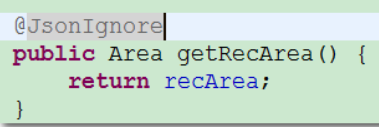 @JsonIgnore
public Area getRecArea() {
    return recArea;
}